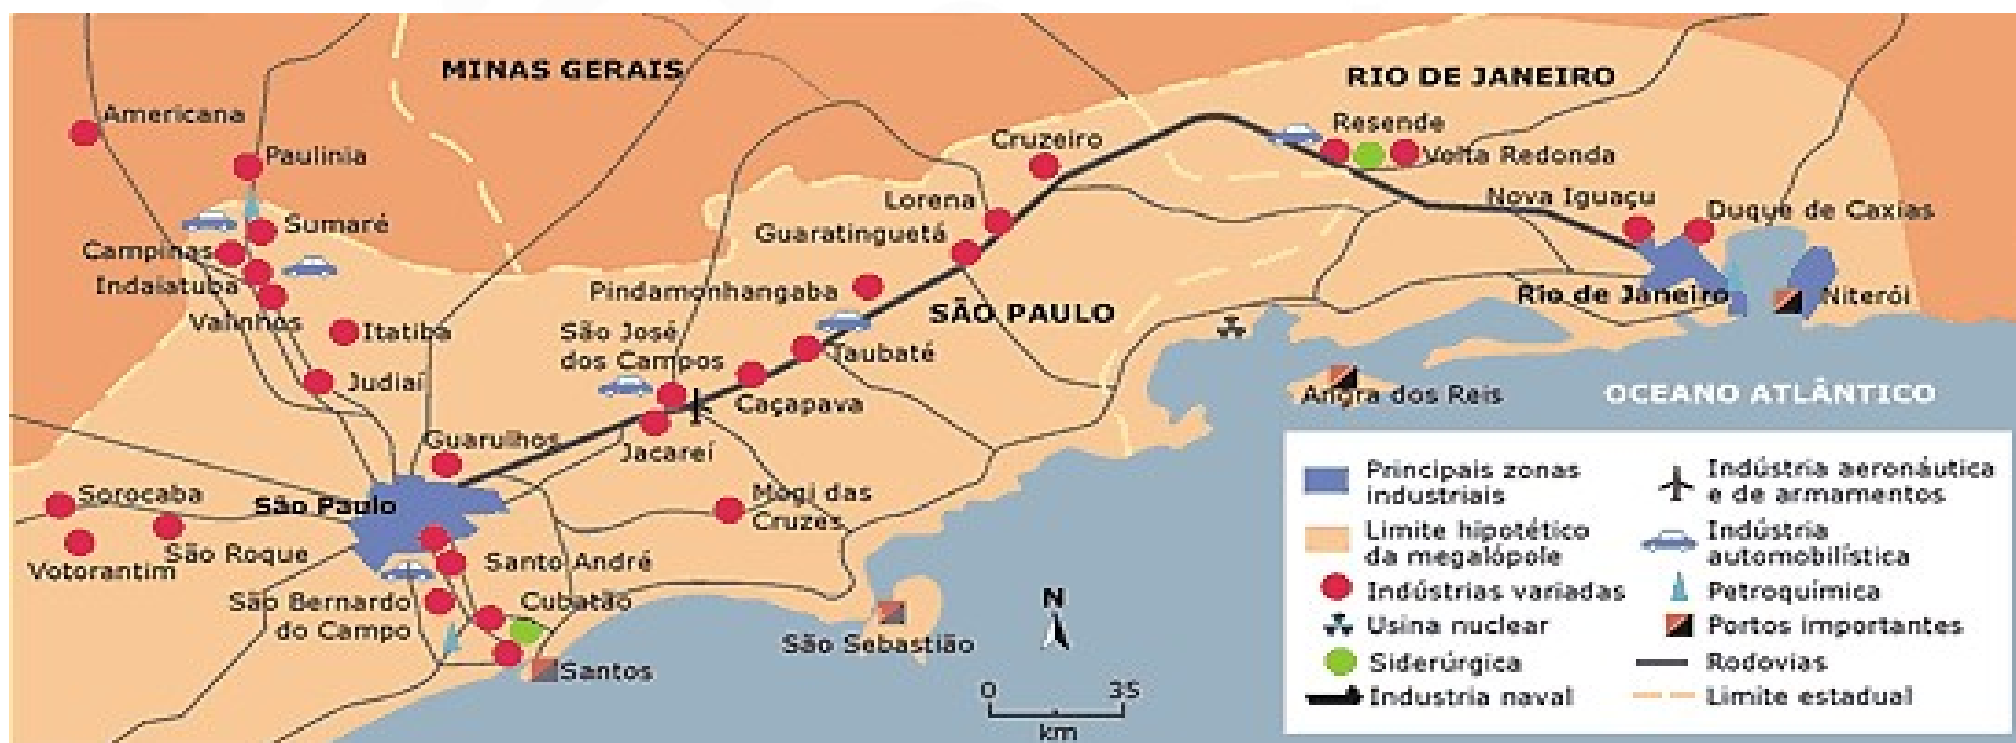 MINAS GERAIS
RIO DE JANEIRO
Americana
Paulinia
Sumaré
Campinas
Indaiatuba
Valinhos
Itatiba
Judiaí
Cruzeiro
Resende
Volta Redonda
Lorena
Guaratinguetá
Nova Iguaçu
Duque de Caxias
Pindamonhangaba
SÃO PAULO
Rio de Janeiro
Niterói
São José
dos Campos
Taubaté
Caçapava
Jacareí
Angra dos Reis
OCEANO ATLÂNTICO
Guarulhos
Sorocaba
São Paulo
Mogi das
Cruzes
São Roque
Votorantim
Santo André
São Bernardo
do Campo
Cubatão
Santos
São Sebastião
N
0 35
km
Principais zonas
industriais
Limite hipotético
da megalópole
Indústrias variadas
Usina nuclear
Siderúrgica
Industria naval
Indústria aeronáutica
e de armamentos
Indústria
automobilística
Petroquímica
Portos importantes
Rodovias
Limite estadual